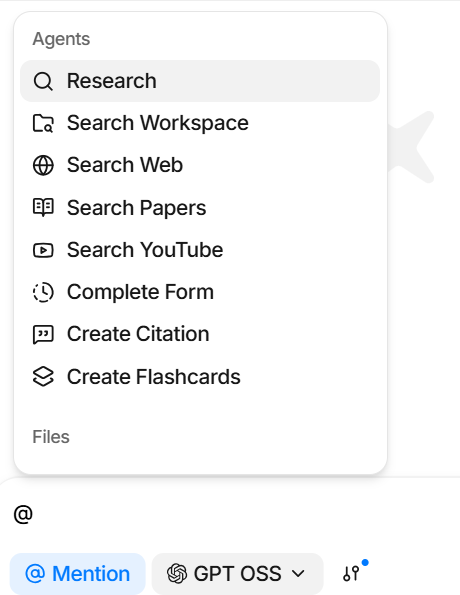 Agents
Research
Search Workspace
Search Web
Search Papers
Search YouTube
Complete Form
Create Citation
Create Flashcards
Files
@
@ Mention GPT OSS